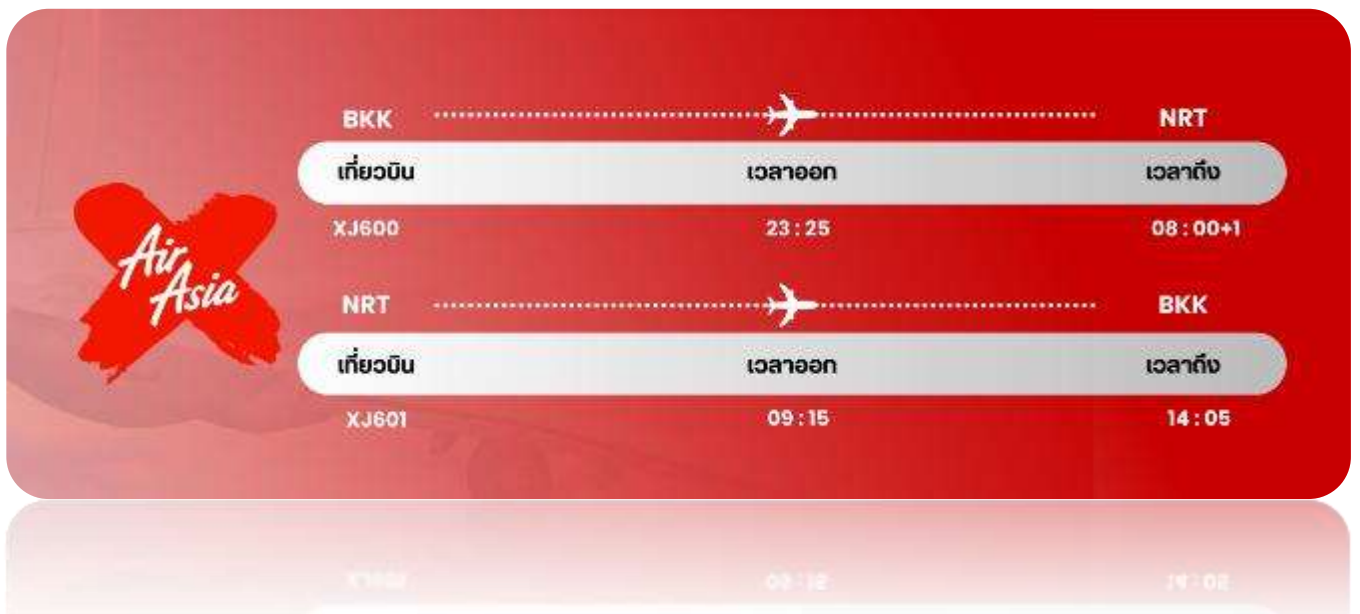 BKK NRT
เที่ยวบิน เวลาออก เวลาถึง
XJ600 23:25 08:00+1
Air
Asia
NRT BKK
เที่ยวบิน เวลาออก เวลาถึง
XJ601 09:15 14:05